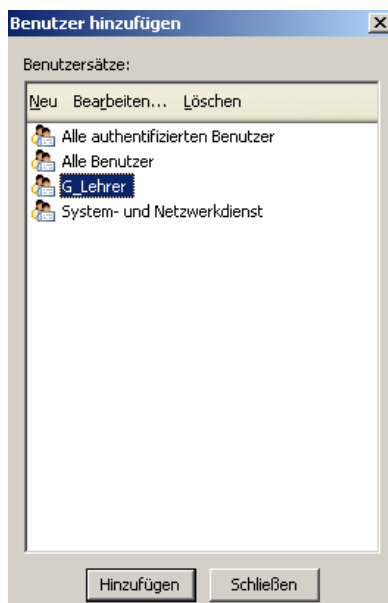 Benutzer hinzufügen
Benutzersätze:
Neu Bearbeiten... Löschen
Alle authentifizierten Benutzer
Alle Benutzer
G_Lehrer
System- und Netzwerkdienst
Hinzufügen Schließen